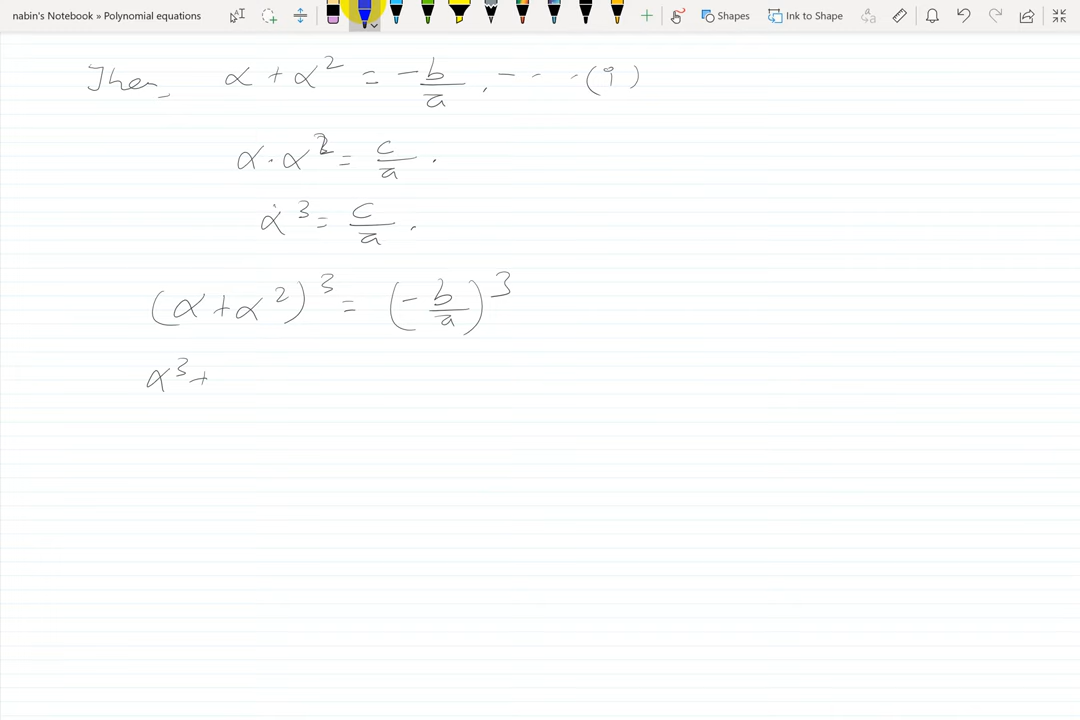 nabin's Notebook » Polynomial equations Shapes Ink to Shape
Then, α + α² = -b/a, - - - (i)
α · α² = c/a .
α³ = c/a .
(α + α²)³ = (-b/a)³
α³ +